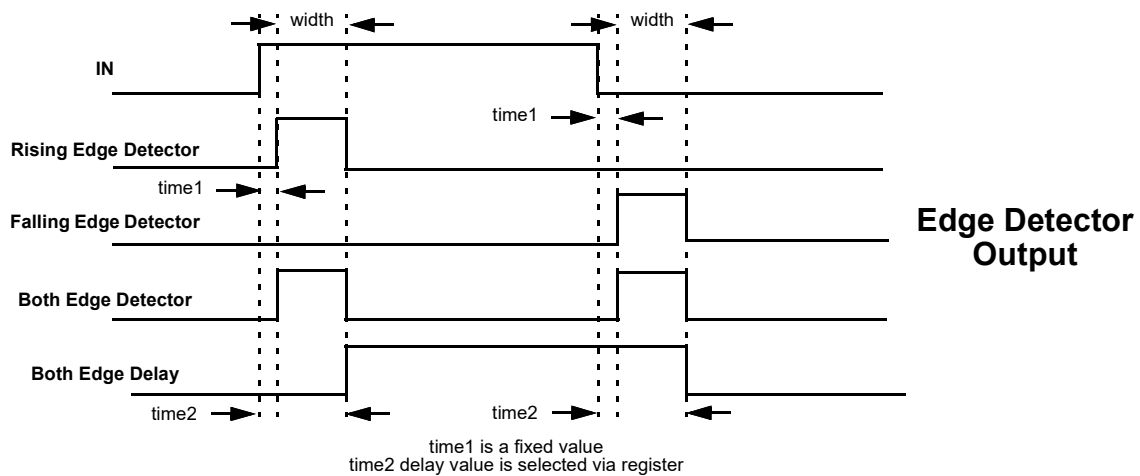 width
width
IN
time1
Rising Edge Detector
time1
Falling Edge Detector
Edge Detector
Output
Both Edge Detector
Both Edge Delay
time2
time2
time1 is a fixed value
time2 delay value is selected via register